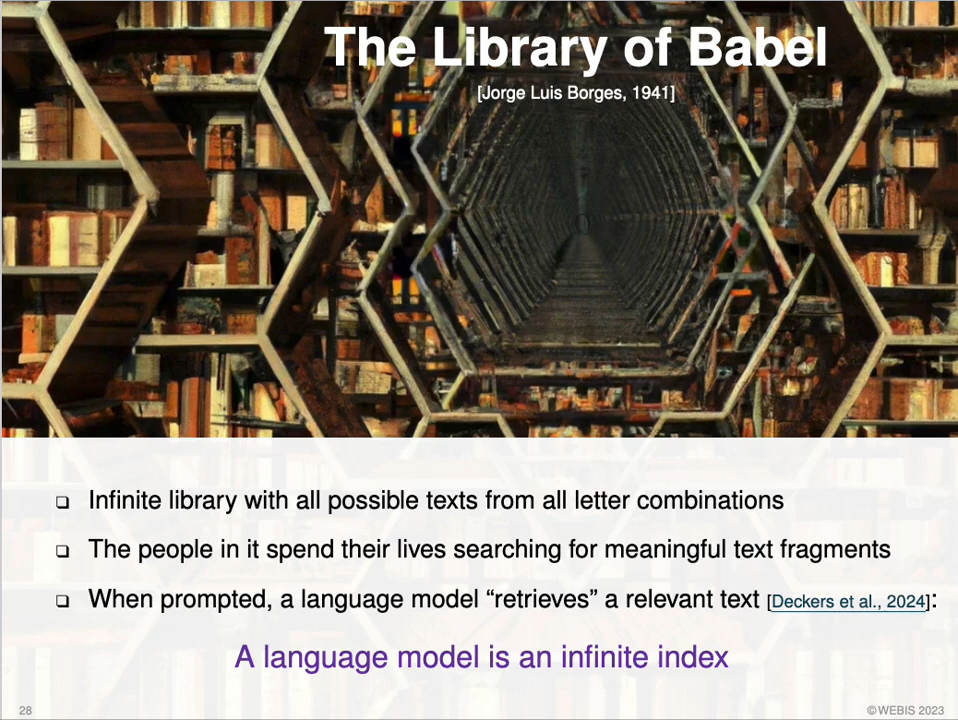 The Library of Babel
[Jorge Luis Borges, 1941]
❏ Infinite library with all possible texts from all letter combinations
❏ The people in it spend their lives searching for meaningful text fragments
❏ When prompted, a language model “retrieves” a relevant text [Deckers et al., 2024]:
A language model is an infinite index
28
© WEBIS 2023